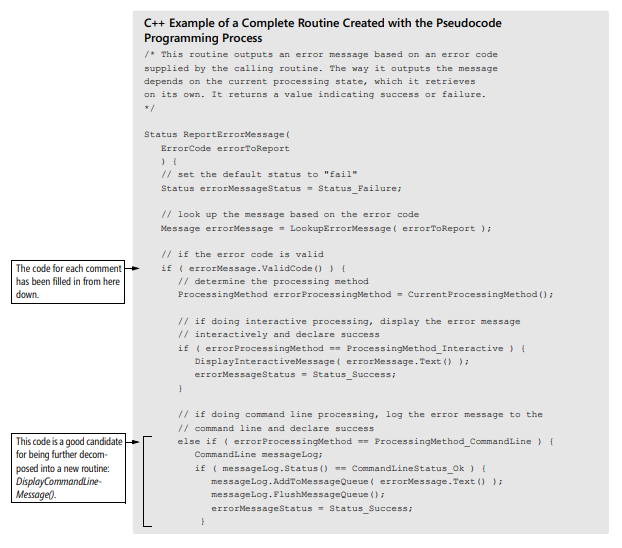 C++ Example of a Complete Routine Created with the Pseudocode
Programming Process
/* This routine outputs an error message based on an error code
supplied by the calling routine. The way it outputs the message
depends on the current processing state, which it retrieves
on its own. It returns a value indicating success or failure.
*/
Status ReportErrorMessage(
ErrorCode errorToReport
) {
// set the default status to "fail"
Status errorMessageStatus = Status_Failure;
// look up the message based on the error code
Message errorMessage = LookupErrorMessage( errorToReport );
// if the error code is valid
The code for each comment
has been filled in from here
down.
if ( errorMessage.ValidCode() ) {
// determine the processing method
ProcessingMethod errorProcessingMethod = CurrentProcessingMethod();
// if doing interactive processing, display the error message
// interactively and declare success
if ( errorProcessingMethod == ProcessingMethod_Interactive ) {
DisplayInteractiveMessage( errorMessage.Text() );
errorMessageStatus = Status_Success;
}
// if doing command line processing, log the error message to the
// command line and declare success
This code is a good candidate
for being further decom-
posed into a new routine:
DisplayCommandLine-
Message().
else if ( errorProcessingMethod == ProcessingMethod_CommandLine ) {
CommandLine messageLog;
if ( messageLog.Status() == CommandLineStatus_Ok ) {
messageLog.AddToMessageQueue( errorMessage.Text() );
messageLog.FlushMessageQueue();
errorMessageStatus = Status_Success;
}